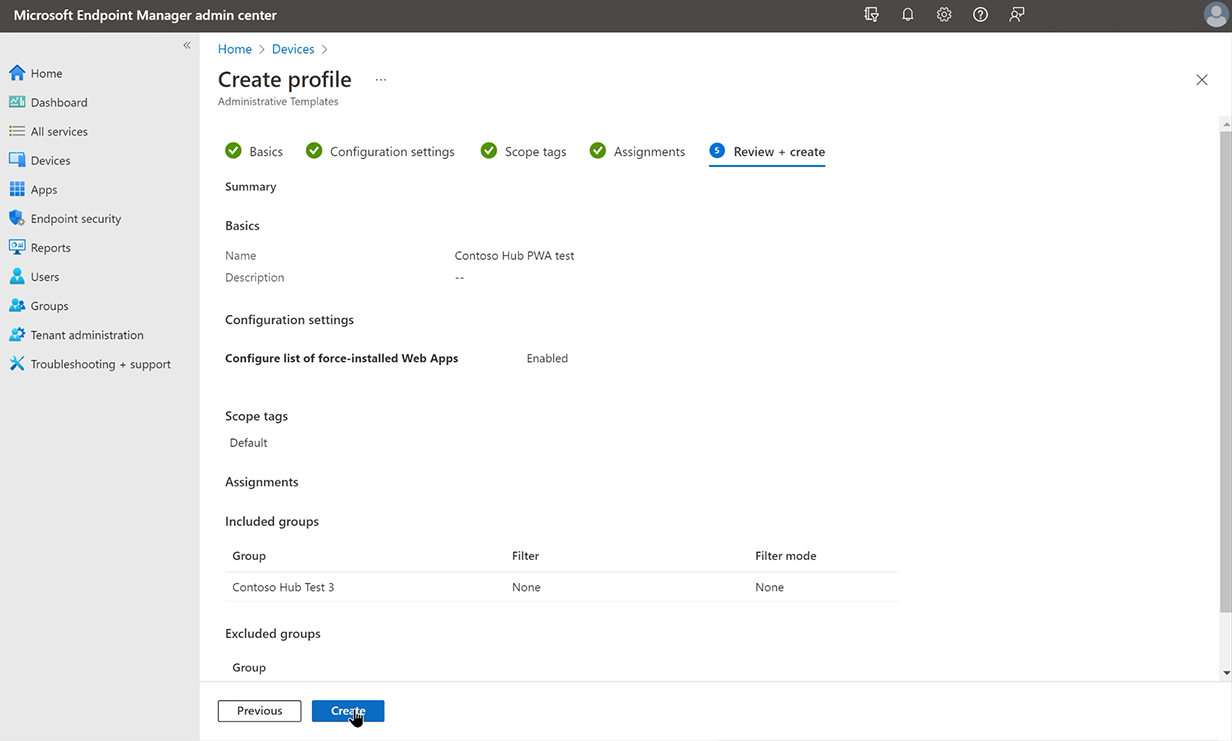 Microsoft Endpoint Manager admin center
«
Home
Dashboard
All services
Devices
Apps
Endpoint security
Reports
Users
Groups
Tenant administration
Troubleshooting + support
Home > Devices >
Create profile ...
Administrative Templates
Basics Configuration settings Scope tags Assignments 5 Review + create
Summary
Basics
Name Contoso Hub PWA test
Description --
Configuration settings
Configure list of force-installed Web Apps Enabled
Scope tags
Default
Assignments
Included groups
Group Filter Filter mode
Contoso Hub Test 3 None None
Excluded groups
Group
Previous Create